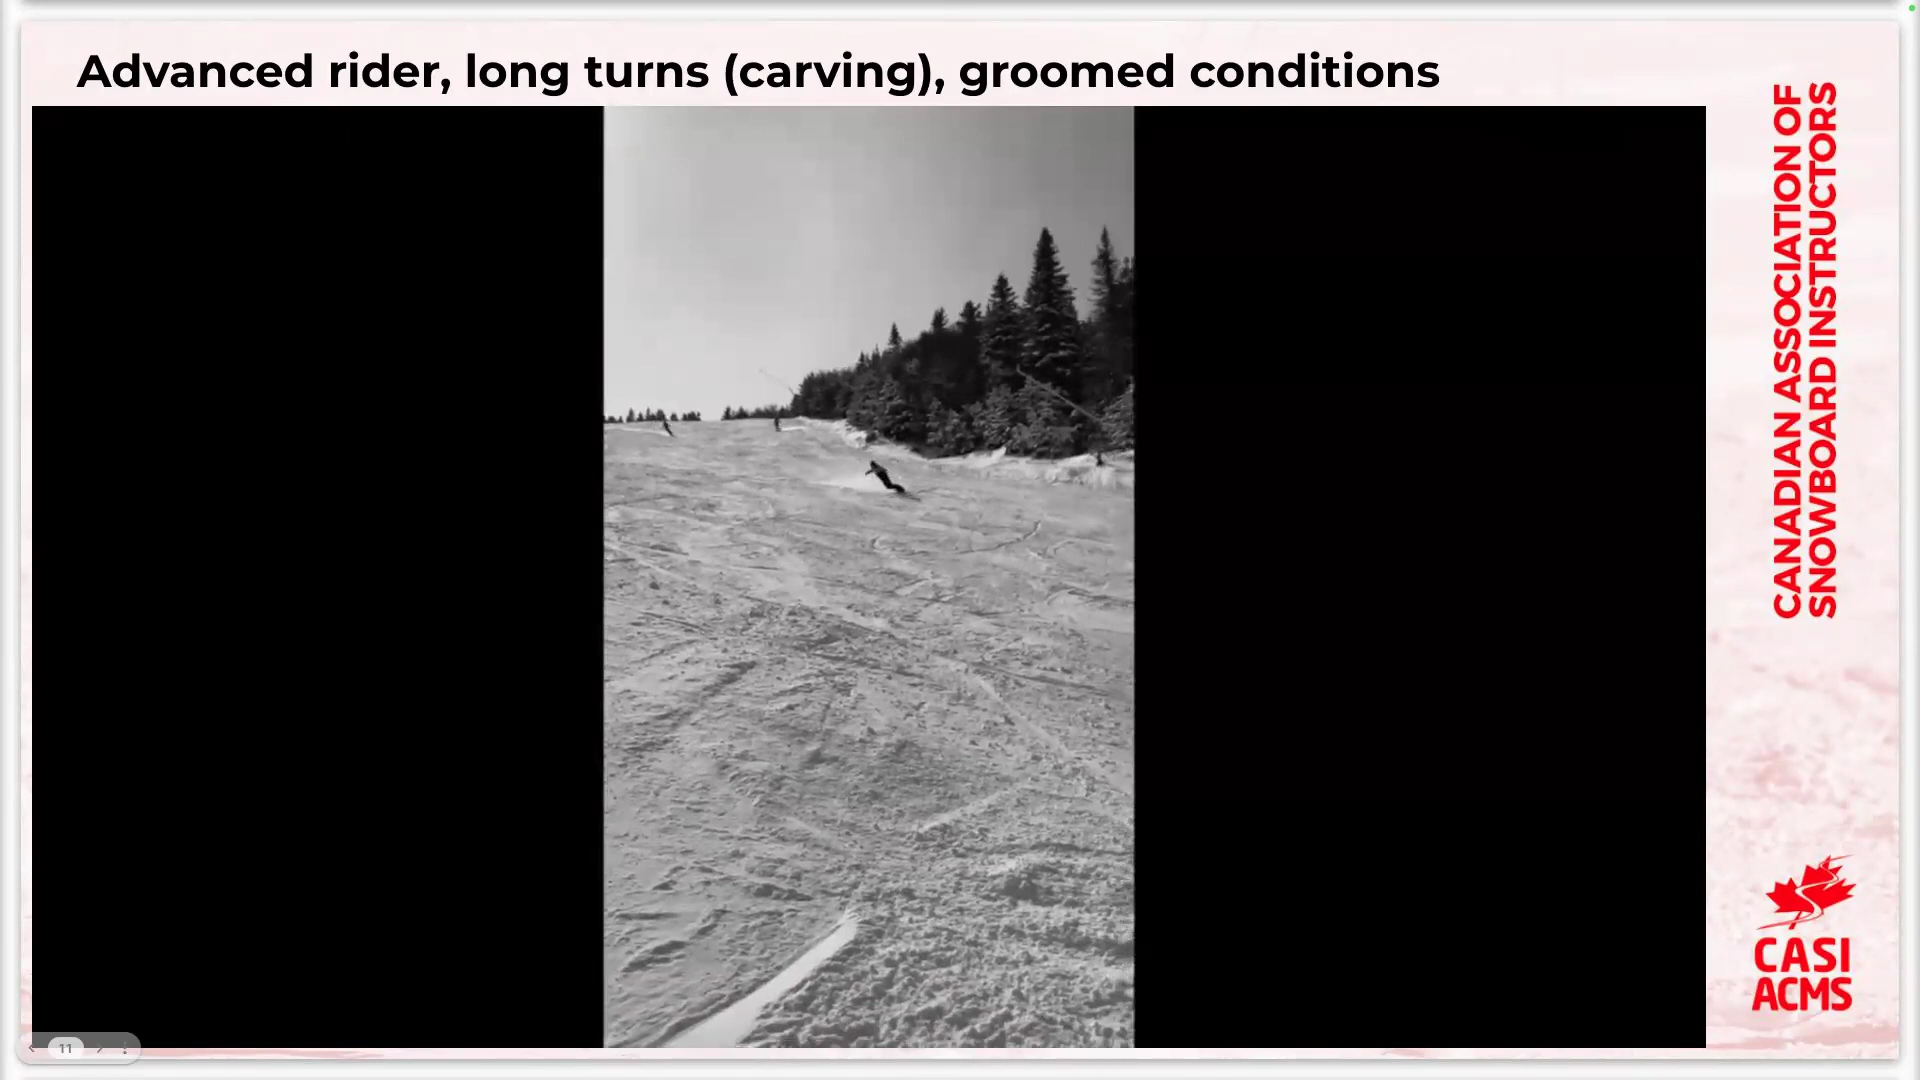 Advanced rider, long turns (carving), groomed conditions
CANADIAN ASSOCIATION OF
SNOWBOARD INSTRUCTORS
CASI
ACMS
11